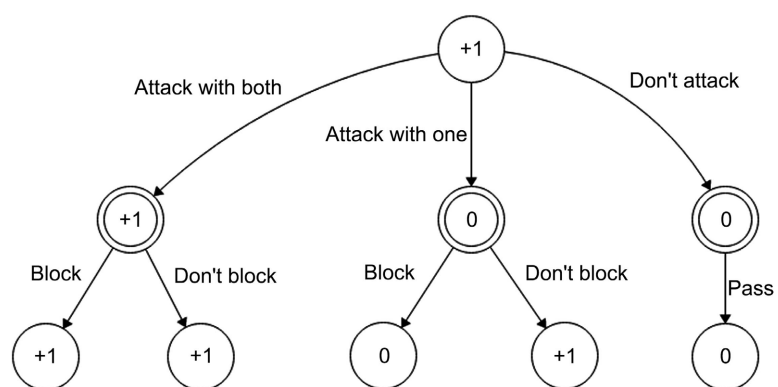 +1
Attack with both
Attack with one
Don't attack
+1
0
0
Block
Don't block
Block
Don't block
Pass
+1
+1
0
+1
0